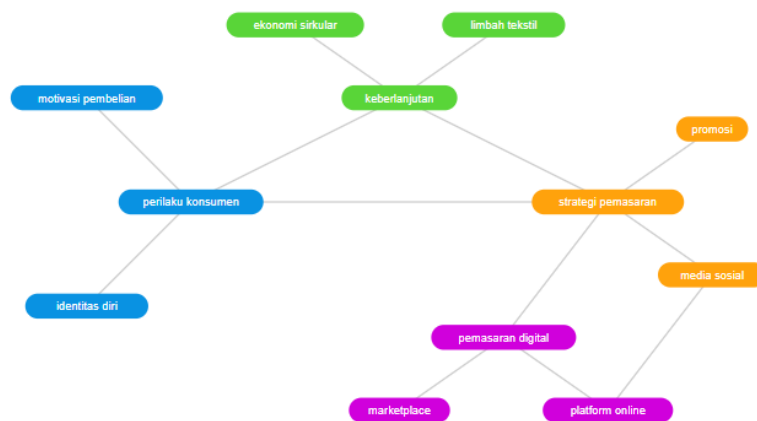 ekonomi sirkular
limbah tekstil
motivasi pembelian
keberlanjutan
promosi
perilaku konsumen
strategi pemasaran
media sosial
identitas diri
pemasaran digital
marketplace
platform online